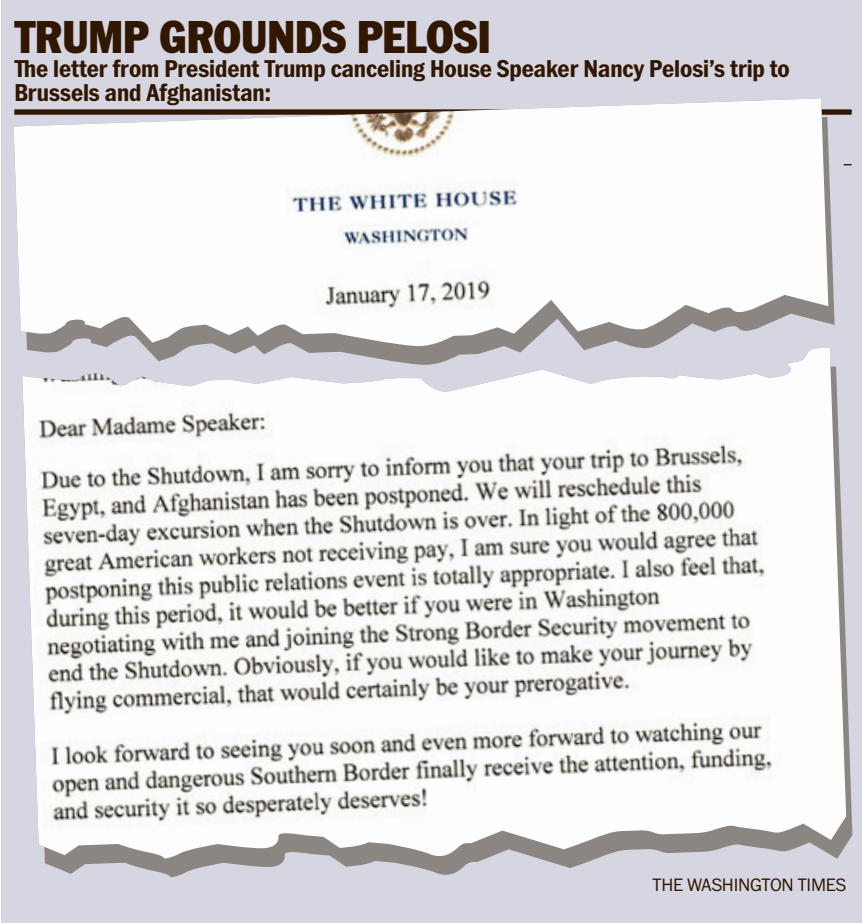 TRUMP GROUNDS PELOSI
The letter from President Trump canceling House Speaker Nancy Pelosi's trip to
Brussels and Afghanistan:
THE WHITE HOUSE
WASHINGTON
January 17, 2019
Dear Madame Speaker:
Due to the Shutdown, I am sorry to inform you that your trip to Brussels,
Egypt, and Afghanistan has been postponed. We will reschedule this
seven-day excursion when the Shutdown is over. In light of the 800,000
great American workers not receiving pay, I am sure you would agree that
postponing this public relations event is totally appropriate. I also feel that,
during this period, it would be better if you were in Washington
negotiating with me and joining the Strong Border Security movement to
end the Shutdown. Obviously, if you would like to make your journey by
flying commercial, that would certainly be your prerogative.
I look forward to seeing you soon and even more forward to watching our
open and dangerous Southern Border finally receive the attention, funding,
and security it so desperately deserves!
THE WASHINGTON TIMES